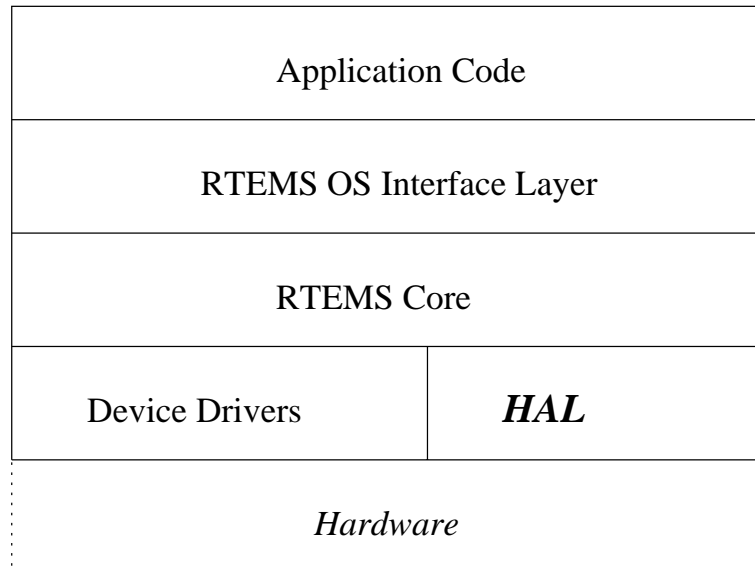 Application Code
RTEMS OS Interface Layer
RTEMS Core
Device Drivers
HAL
Hardware